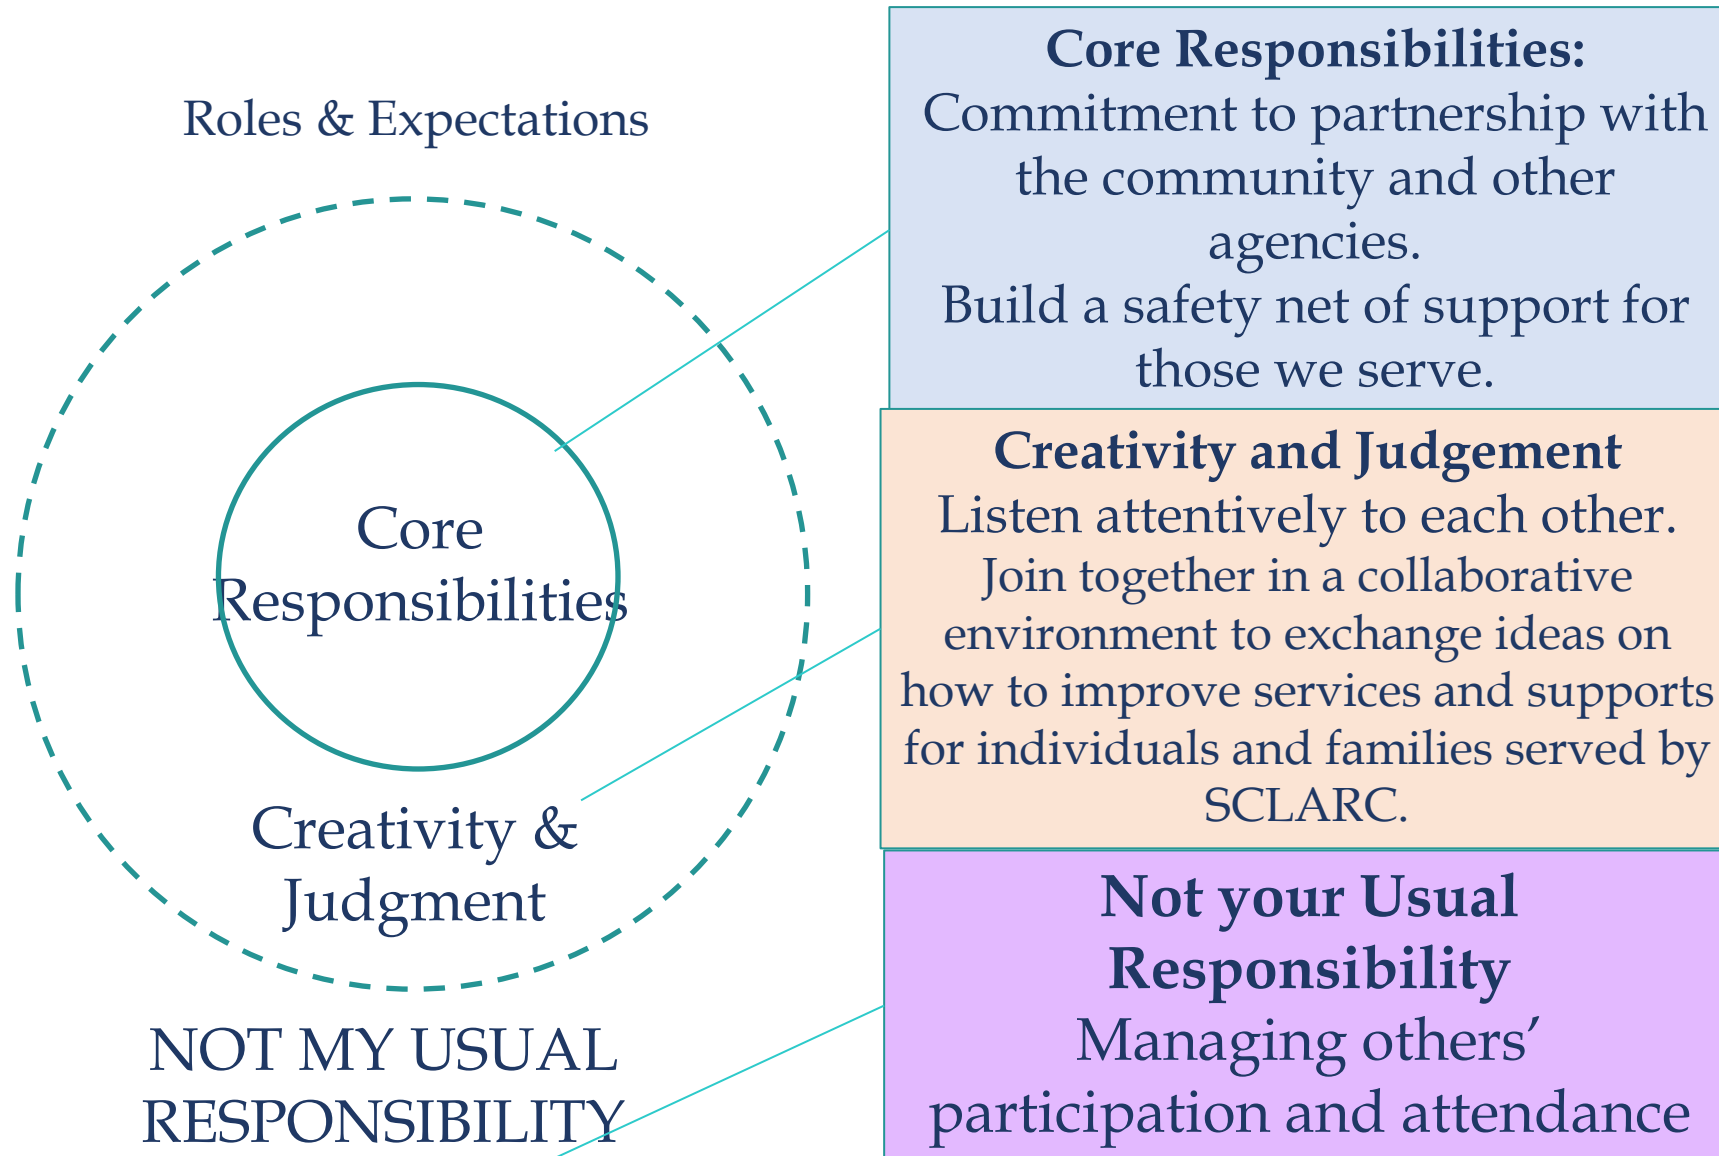 Roles & Expectations
Core
Responsibilities
Creativity &
Judgment
NOT MY USUAL
RESPONSIBILITY
Core Responsibilities:
Commitment to partnership with
the community and other
agencies.
Build a safety net of support for
those we serve.
Creativity and Judgement
Listen attentively to each other.
Join together in a collaborative
environment to exchange ideas on
how to improve services and supports
for individuals and families served by
SCLARC.
Not your Usual
Responsibility
Managing others’
participation and attendance